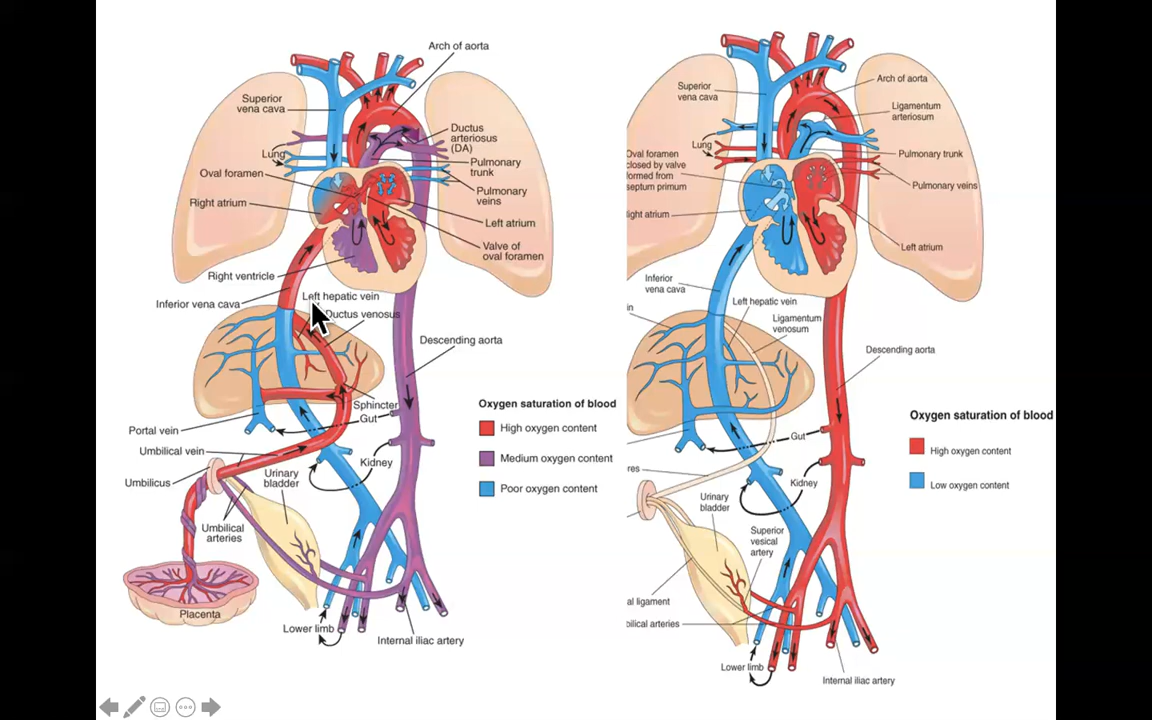 Arch of aorta
Superior
vena cava
Ductus
arteriosus
(DA)
Lung
Pulmonary
trunk
Oval foramen
Pulmonary
veins
Right atrium
Left atrium
Valve of
oval foramen
Right ventricle
Left hepatic vein
Inferior vena cava
Ductus venosus
Descending aorta
Sphincter
Gut
Portal vein
Umbilical vein
Kidney
Umbilicus
Urinary
bladder
Umbilical
arteries
Placenta
Lower limb
Internal iliac artery
Oxygen saturation of blood
High oxygen content
Medium oxygen content
Poor oxygen content
Superior
vena cava
Arch of aorta
Ligamentum
arteriosum
Lung
Pulmonary trunk
Oval foramen
closed by valve
formed from
septum primum
Pulmonary veins
ight atrium
Left atrium
Inferior
vena cava
Left hepatic vein
in
Ligamentum
venosum
Descending aorta
Gut
res
Kidney
Urinary
bladder
Superior
vesical
artery
al ligament
bilical arteries
Lower limb
Internal iliac artery
Oxygen saturation of blood
High oxygen content
Low oxygen content